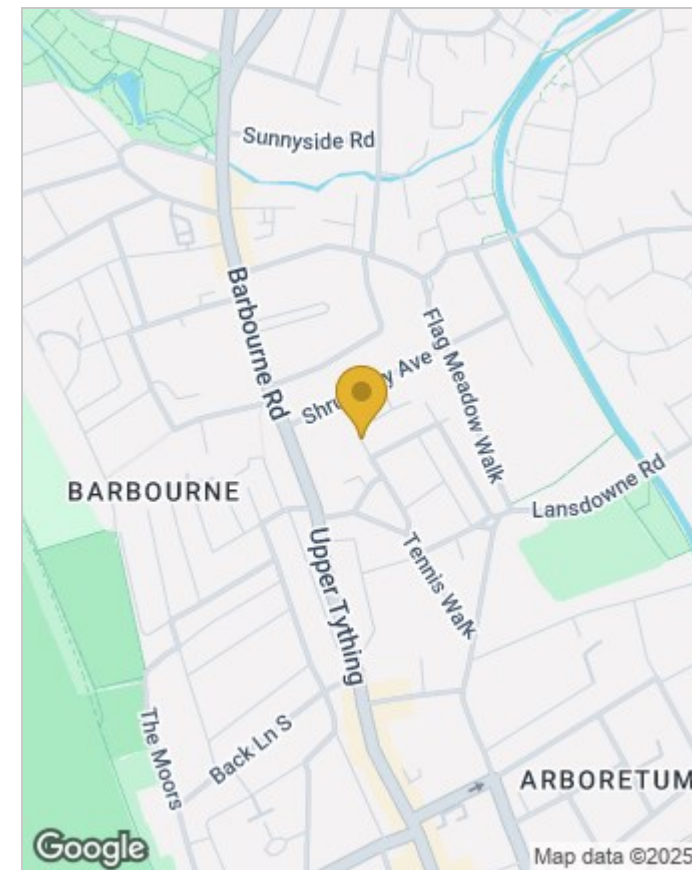 Sunnyside Rd
Barbourne Rd
Flag Meadow Walk
Ave
BARBOURNE
Lansdowne Rd
Upper Tything
Tennis Walk
The Moors
Back Ln S
ARBORETUM
Google
Map data ©2025